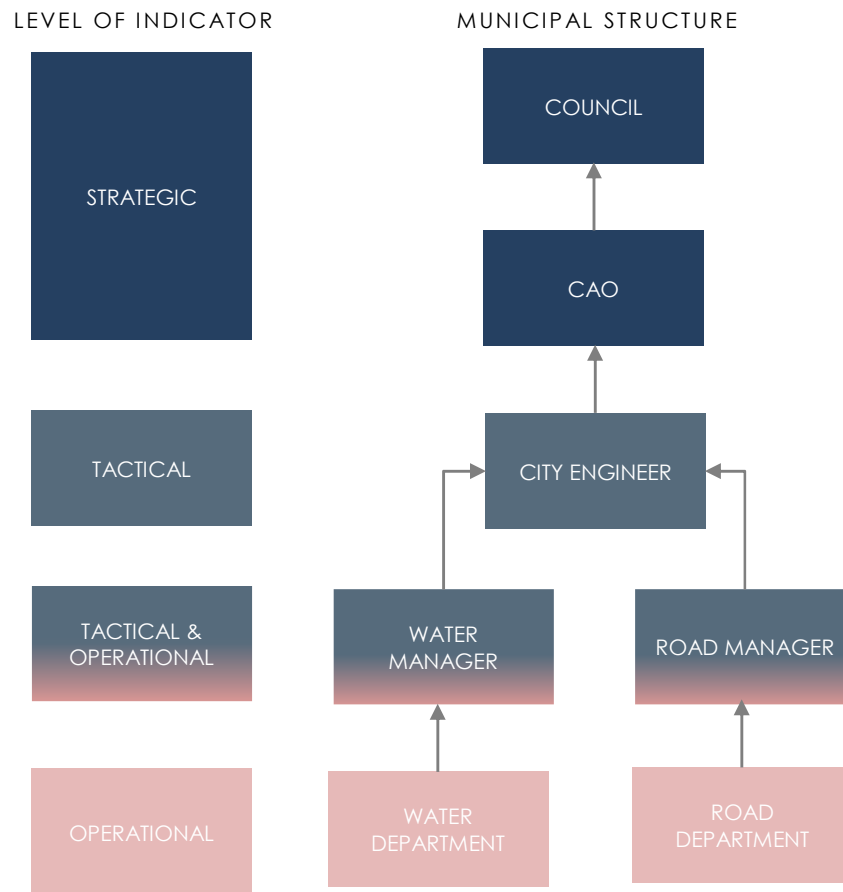 LEVEL OF INDICATOR
MUNICIPAL STRUCTURE
STRATEGIC
COUNCIL
CAO
TACTICAL
CITY ENGINEER
TACTICAL &
OPERATIONAL
WATER
MANAGER
ROAD MANAGER
OPERATIONAL
WATER
DEPARTMENT
ROAD
DEPARTMENT